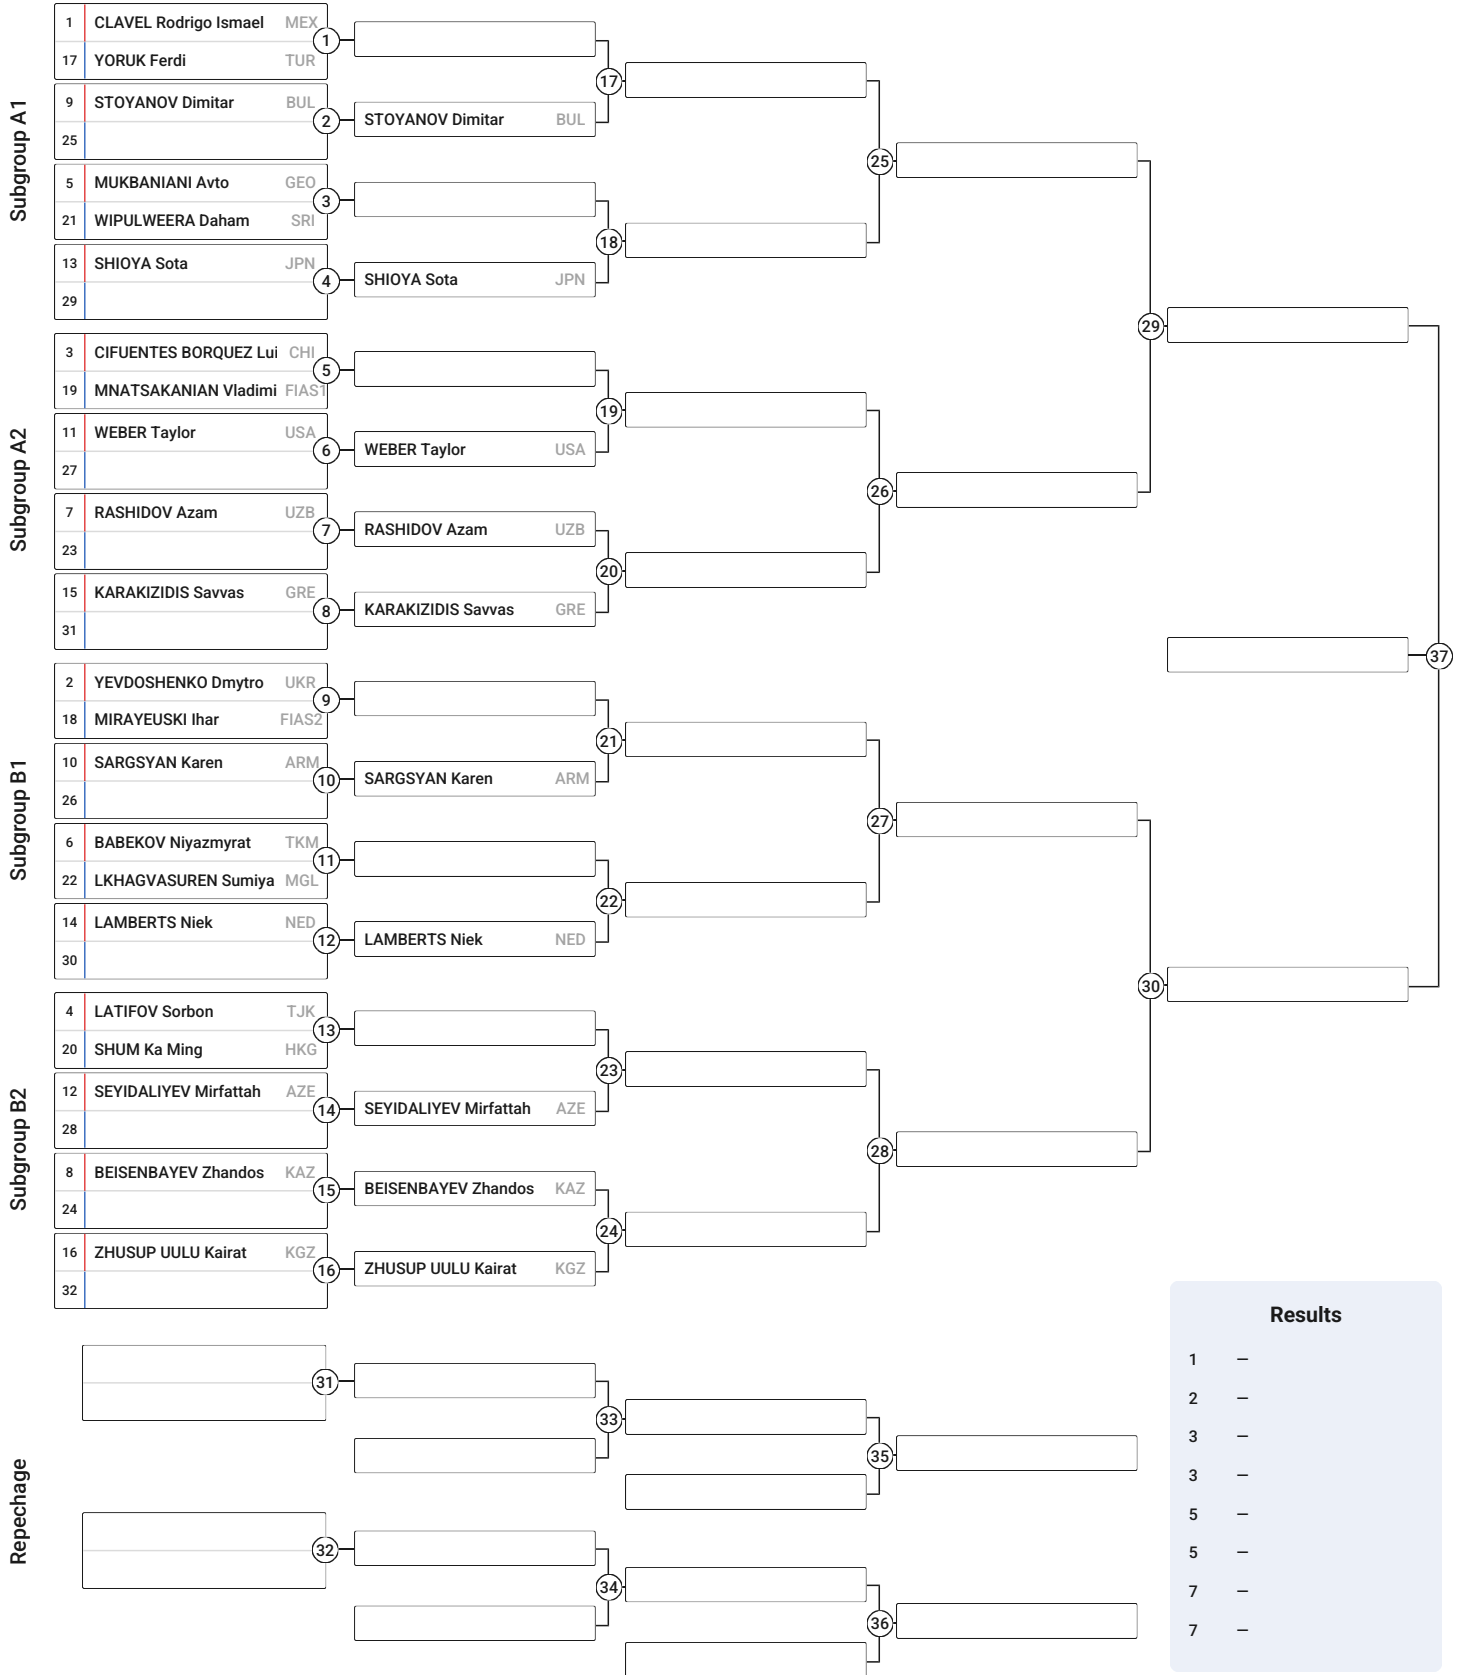 Subgroup A1
1 CLAVEL Rodrigo Ismael MEX
17 YORUK Ferdi TUR
1
9 STOYANOV Dimitar BUL
25
2
STOYANOV Dimitar BUL
17
5 MUKBANIANI Avto GEO
21 WIPULWEERA Daham SRI
3
13 SHIOYA Sota JPN
29
4
SHIOYA Sota JPN
18
25
Subgroup A2
3 CIFUENTES BORQUEZ Lui CHI
19 MNATSAKANIAN Vladimi FIAS1
5
11 WEBER Taylor USA
27
6
WEBER Taylor USA
19
7 RASHIDOV Azam UZB
23
7
RASHIDOV Azam UZB
15 KARAKIZIDIS Savvas GRE
31
8
KARAKIZIDIS Savvas GRE
20
26
29
Subgroup B1
2 YEVDOSHENKO Dmytro UKR
18 MIRAYEUSKI Ihar FIAS2
9
10 SARGSYAN Karen ARM
26
10
SARGSYAN Karen ARM
21
6 BABEKOV Niyazmyrat TKM
22 LKHAGVASUREN Sumiya MGL
11
14 LAMBERTS Niek NED
30
12
LAMBERTS Niek NED
22
27
Subgroup B2
4 LATIFOV Sorbon TJK
20 SHUM Ka Ming HKG
13
12 SEYIDALIYEV Mirfattah AZE
28
14
SEYIDALIYEV Mirfattah AZE
23
8 BEISENBAYEV Zhandos KAZ
24
15
BEISENBAYEV Zhandos KAZ
16 ZHUSUP UULU Kairat KGZ
32
16
ZHUSUP UULU Kairat KGZ
24
28
30
37
Repechage
31
33
35
32
34
36
Results
1 –
2 –
3 –
3 –
5 –
5 –
7 –
7 –